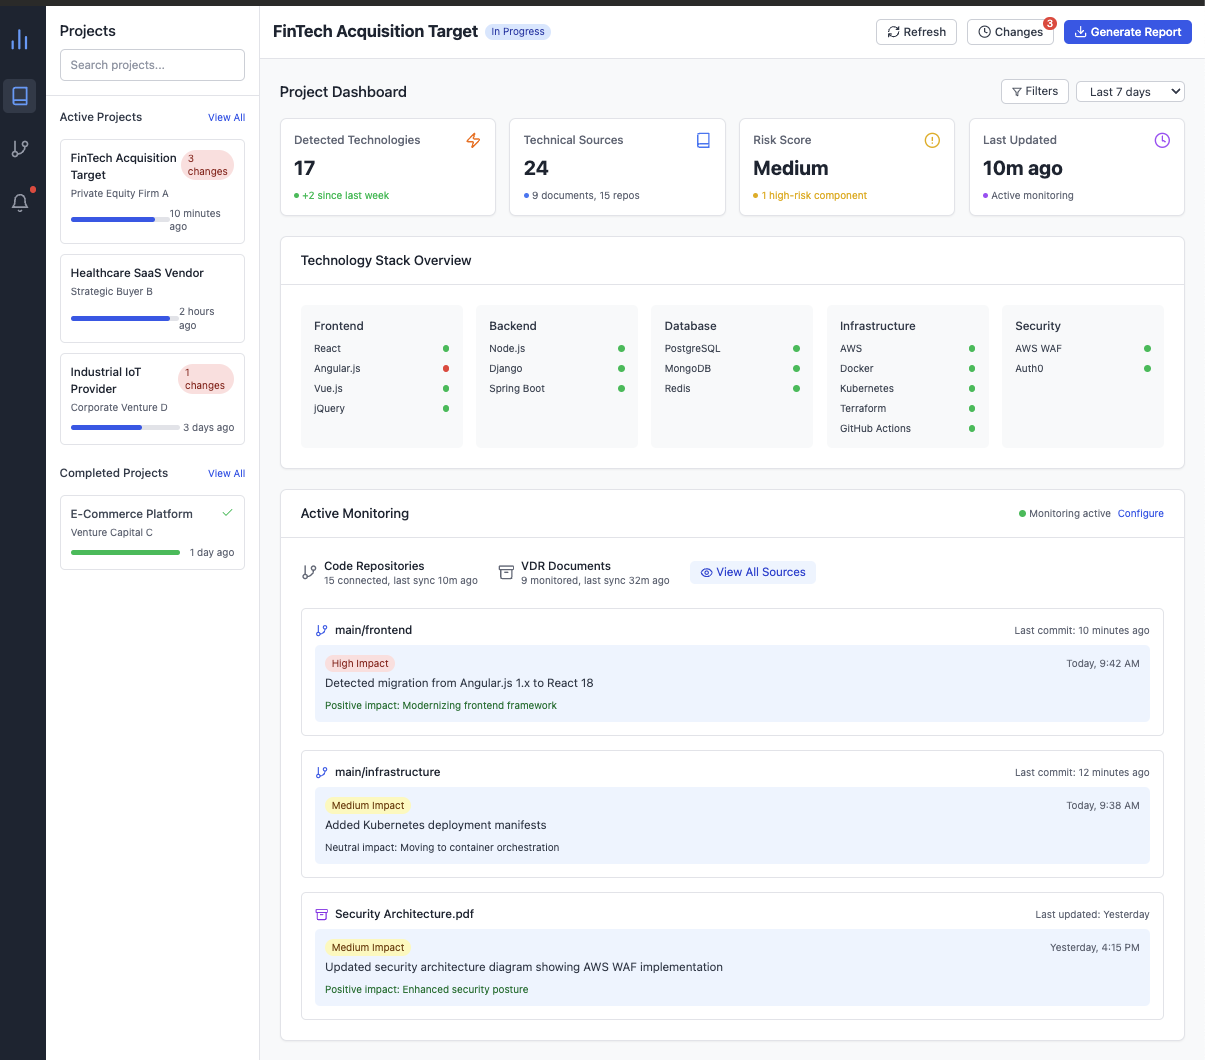 Projects
Search projects...
Active Projects
View All
FinTech Acquisition
Target
3
changes
Private Equity Firm A
10 minutes
ago
Healthcare SaaS Vendor
Strategic Buyer B
2 hours
ago
Industrial IoT
Provider
1
changes
Corporate Venture D
3 days ago
Completed Projects
View All
E-Commerce Platform
Venture Capital C
1 day ago
FinTech Acquisition Target
In Progress
Refresh
Changes
3
Generate Report
Project Dashboard
Filters
Last 7 days
Detected Technologies
17
+2 since last week
Technical Sources
24
9 documents, 15 repos
Risk Score
Medium
1 high-risk component
Last Updated
10m ago
Active monitoring
Technology Stack Overview
Frontend
React
Angular.js
Vue.js
jQuery
Backend
Node.js
Django
Spring Boot
Database
PostgreSQL
MongoDB
Redis
Infrastructure
AWS
Docker
Kubernetes
Terraform
GitHub Actions
Security
AWS WAF
Auth0
Active Monitoring
Monitoring active
Configure
Code Repositories
15 connected, last sync 10m ago
VDR Documents
9 monitored, last sync 32m ago
View All Sources
main/frontend
Last commit: 10 minutes ago
High Impact
Today, 9:42 AM
Detected migration from Angular.js 1.x to React 18
Positive impact: Modernizing frontend framework
main/infrastructure
Last commit: 12 minutes ago
Medium Impact
Today, 9:38 AM
Added Kubernetes deployment manifests
Neutral impact: Moving to container orchestration
Security Architecture.pdf
Last updated: Yesterday
Medium Impact
Yesterday, 4:15 PM
Updated security architecture diagram showing AWS WAF implementation
Positive impact: Enhanced security posture